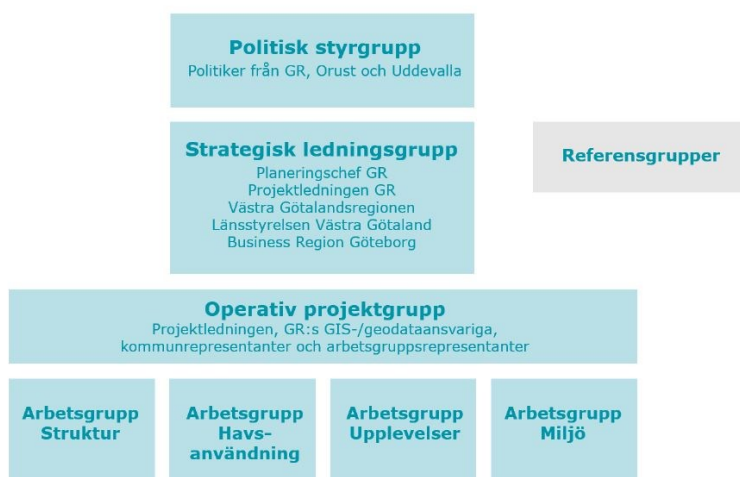 Politisk styrgrupp
Politiker från GR, Orust och Uddevalla
Strategisk ledningsgrupp
Planeringschef GR
Projektledningen GR
Västra Götalandsregionen
Länsstyrelsen Västra Götaland
Business Region Göteborg
Referensgrupper
Operativ projektgrupp
Projektledningen, GR:s GIS-/geodataansvariga,
kommunrepresentanter och arbetsgruppsrepresentanter
Arbetsgrupp
Struktur
Arbetsgrupp
Havs-
användning
Arbetsgrupp
Upplevelser
Arbetsgrupp
Miljö